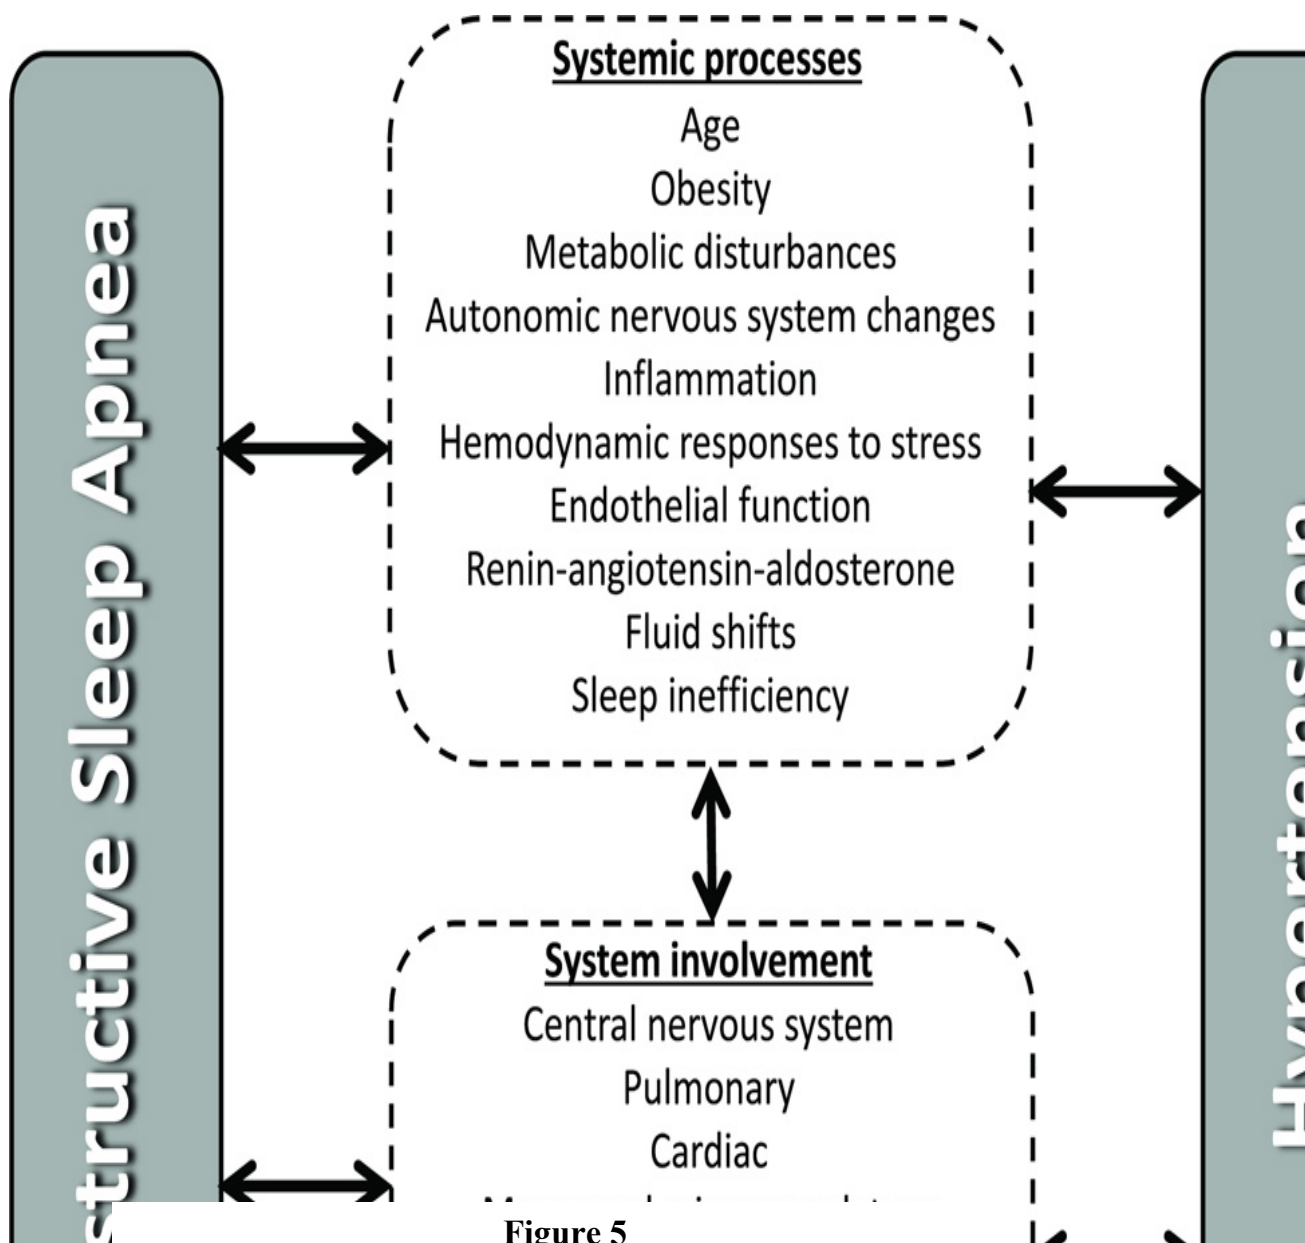 Systemic processes
Age
Obesity
Metabolic disturbances
Autonomic nervous system changes
Inflammation
Hemodynamic responses to stress
Endothelial function
Renin-angiotensin-aldosterone
Fluid shifts
Sleep inefficiency
System involvement
Central nervous system
Pulmonary
Cardiac
structive Sleep Apnea
Hypertension
Figure 5